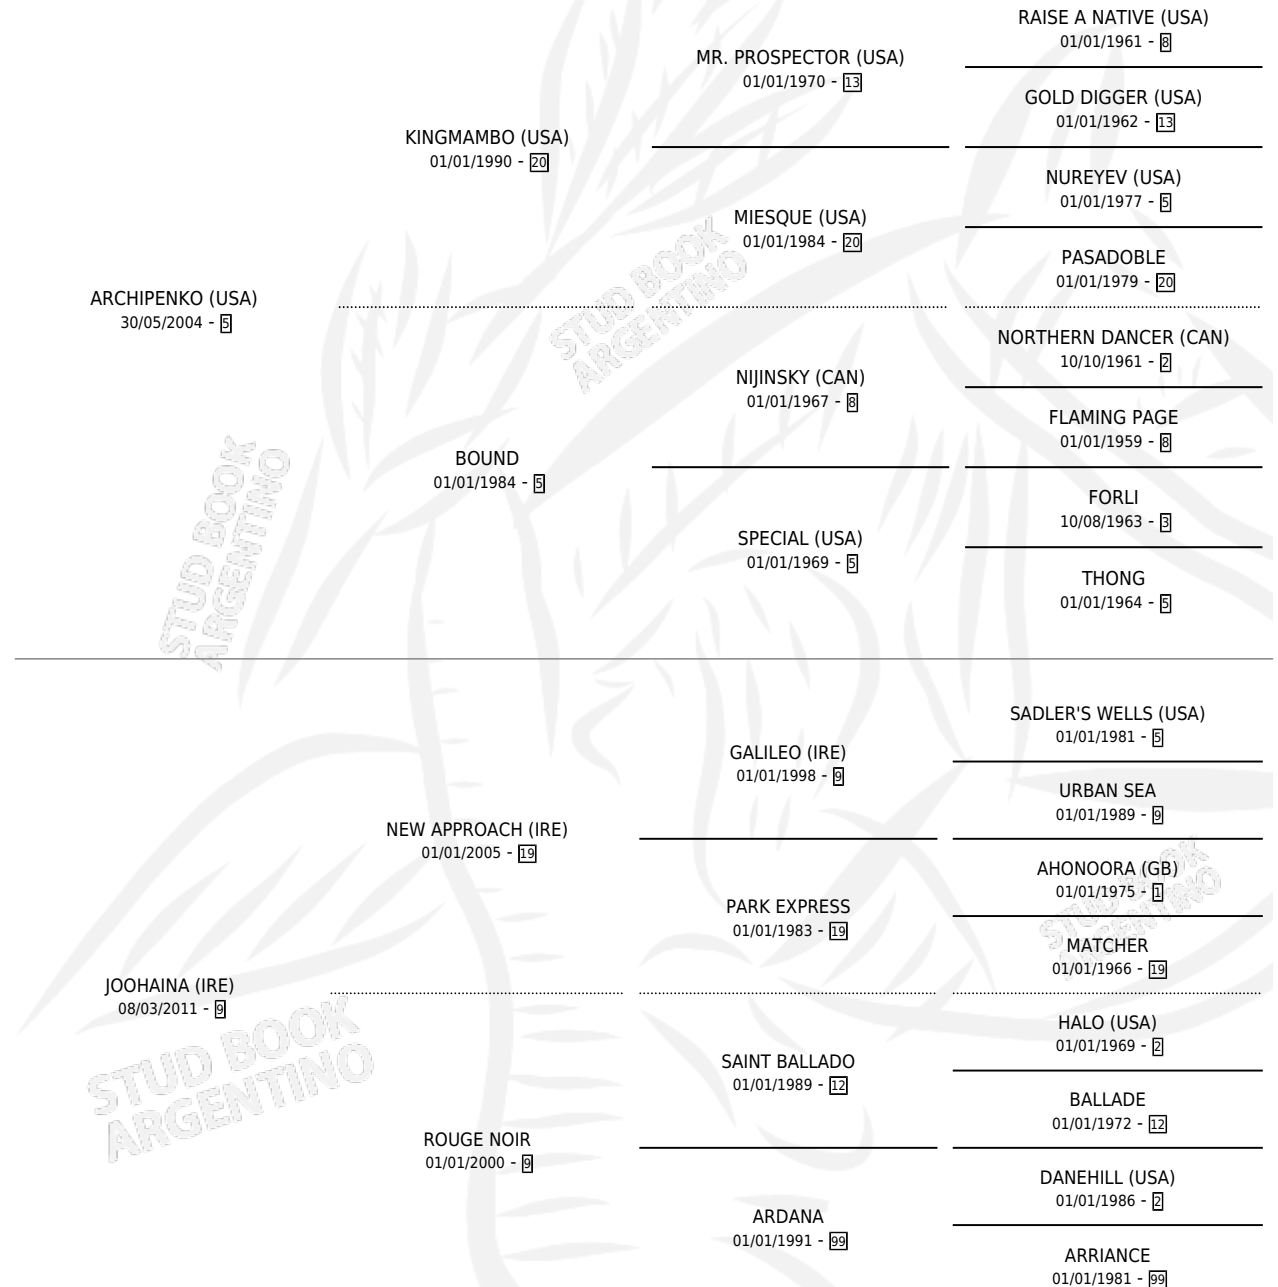 RAISE A NATIVE (USA)
01/01/1961 - 8
MR. PROSPECTOR (USA)
01/01/1970 - 13
GOLD DIGGER (USA)
01/01/1962 - 13
KINGMAMBO (USA)
01/01/1990 - 20
NUREYEV (USA)
01/01/1977 - 5
MIESQUE (USA)
01/01/1984 - 20
PASADOBLE
01/01/1979 - 20
ARCHIPENKO (USA)
30/05/2004 - 5
NORTHERN DANCER (CAN)
10/10/1961 - 2
NIJINSKY (CAN)
01/01/1967 - 8
FLAMING PAGE
01/01/1959 - 8
BOUND
01/01/1984 - 5
FORLI
10/08/1963 - 3
SPECIAL (USA)
01/01/1969 - 5
THONG
01/01/1964 - 5
SADLER'S WELLS (USA)
01/01/1981 - 5
GALILEO (IRE)
01/01/1998 - 9
URBAN SEA
01/01/1989 - 9
NEW APPROACH (IRE)
01/01/2005 - 19
AHONOORA (GB)
01/01/1975 - 1
PARK EXPRESS
01/01/1983 - 19
MATCHER
01/01/1966 - 19
JOOHAINA (IRE)
08/03/2011 - 9
HALO (USA)
01/01/1969 - 2
SAINT BALLADO
01/01/1989 - 12
BALLADE
01/01/1972 - 12
ROUGE NOIR
01/01/2000 - 9
DANEHILL (USA)
01/01/1986 - 2
ARDANA
01/01/1991 - 99
ARRIANCE
01/01/1981 - 99
STUD BOOK
ARGENTINO
STUD BOOK
ARGENTINO
STUD BOOK
ARGENTINO
STUD BOOK
ARGENTINO